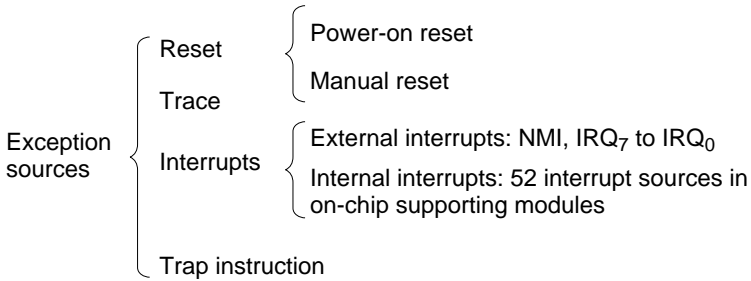 Exception
sources
Reset
Power-on reset
Manual reset
Trace
Interrupts
External interrupts: NMI, IRQ₇ to IRQ₀
Internal interrupts: 52 interrupt sources in
on-chip supporting modules
Trap instruction